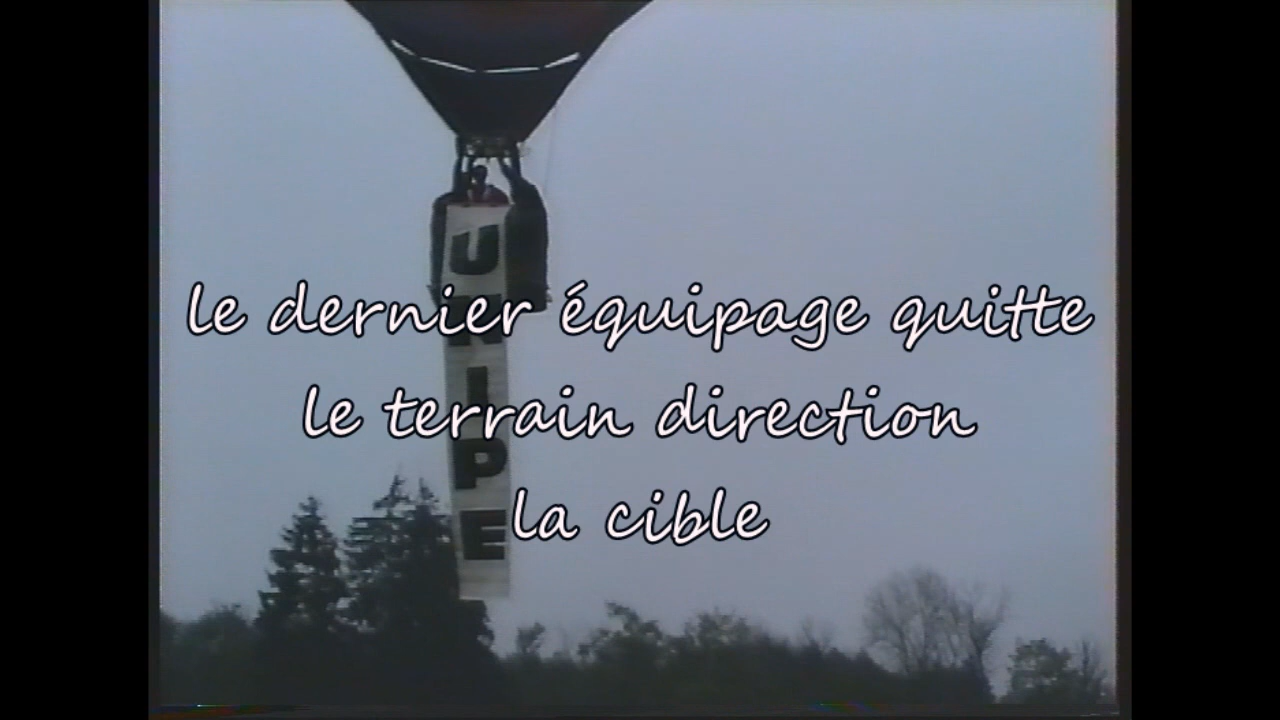 UNIPE
le dernier équipage quitte
le terrain direction
la cible